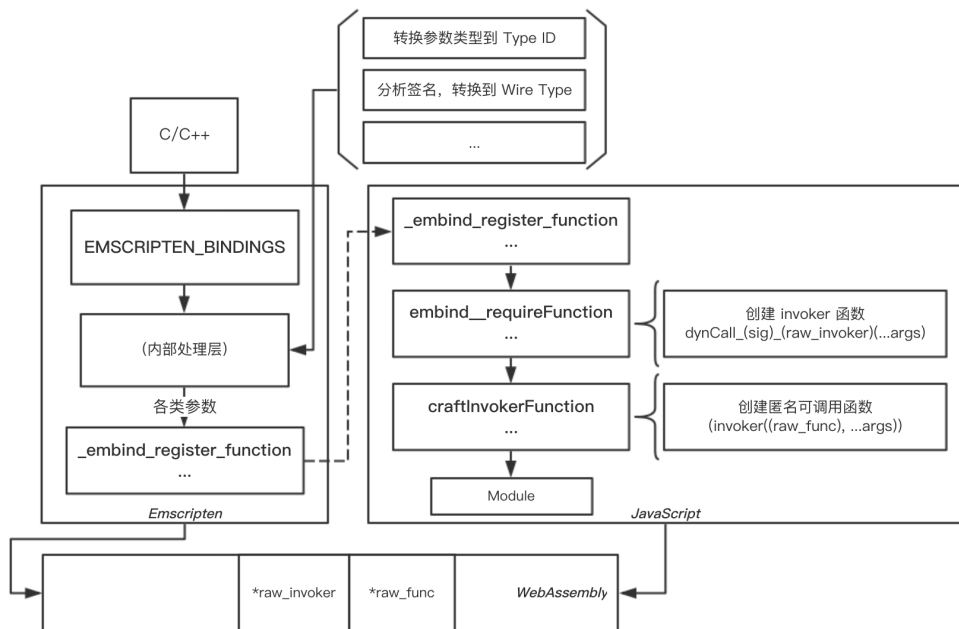 转换参数类型到 Type ID
分析签名，转换到 Wire Type
...
C/C++
EMSCRIPTEN_BINDINGS
(内部处理层)
各类参数
_embind_register_function
...
Emscripten
_embind_register_function
...
embind__requireFunction
...
创建 invoker 函数
dynCall_(sig)_(raw_invoker)(...args)
craftInvokerFunction
...
创建匿名可调用函数
(invoker((raw_func), ...args))
Module
JavaScript
*raw_invoker
*raw_func
WebAssembly